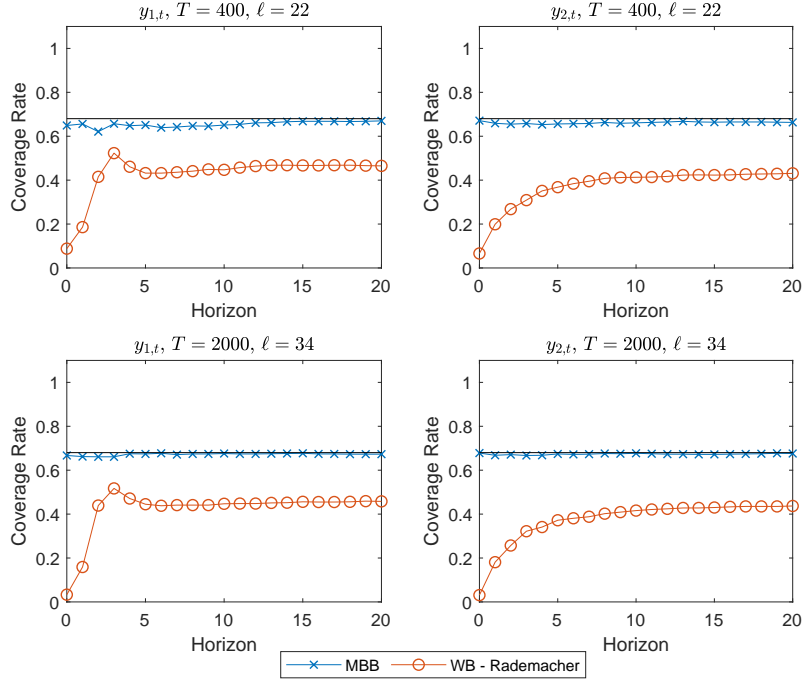 y₁,ₜ, T = 400, ℓ = 22
Coverage Rate
1
0.8
0.6
0.4
0.2
0
0 5 10 15 20
Horizon
y₂,ₜ, T = 400, ℓ = 22
Coverage Rate
1
0.8
0.6
0.4
0.2
0
0 5 10 15 20
Horizon
y₁,ₜ, T = 2000, ℓ = 34
Coverage Rate
1
0.8
0.6
0.4
0.2
0
0 5 10 15 20
Horizon
y₂,ₜ, T = 2000, ℓ = 34
Coverage Rate
1
0.8
0.6
0.4
0.2
0
0 5 10 15 20
Horizon
MBB WB - Rademacher